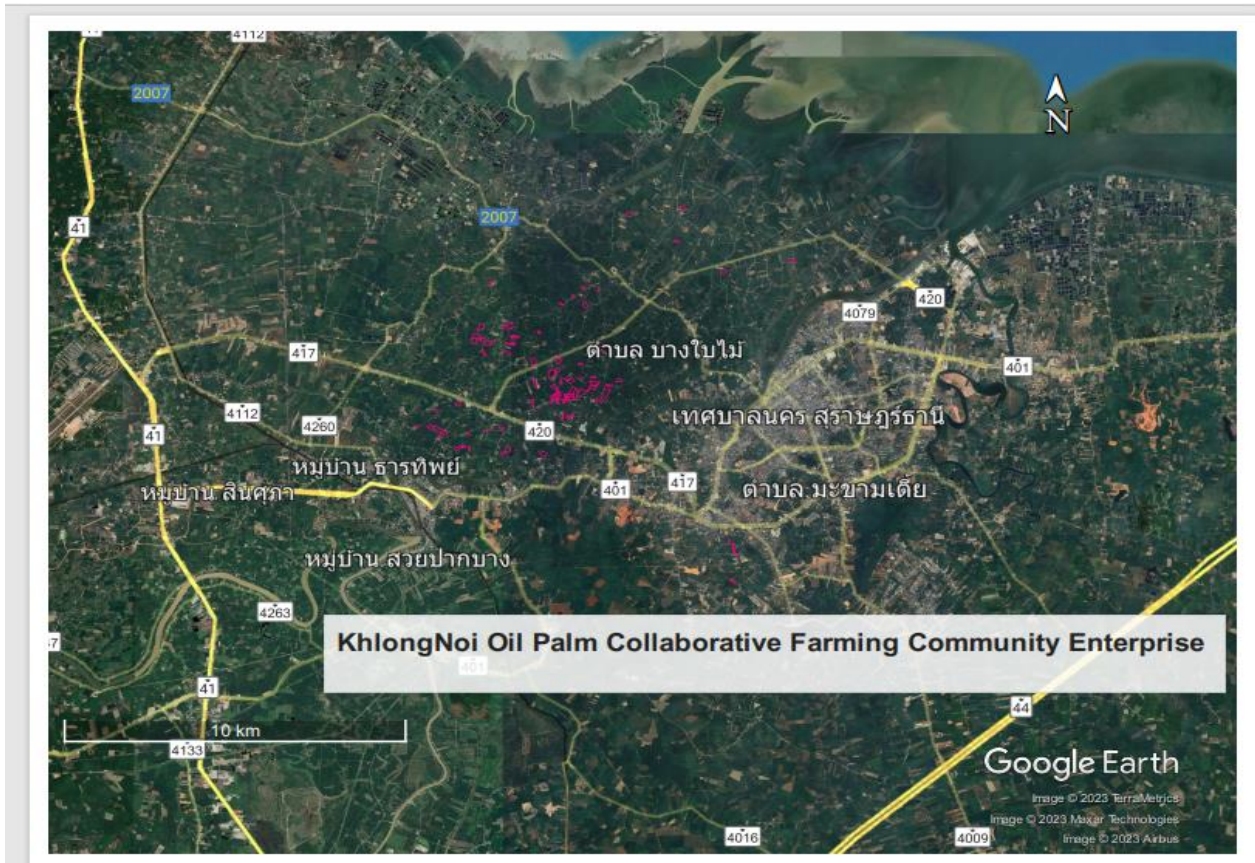 4112
2007
41
2007
420
4079
417
ตำบล บางใบไม้
401
4112
เทศบาลนคร สุราษฎร์ธานี
4260
420
41
หมู่บ้าน ธารทิพย์
417
หมู่บ้าน สินศุภา
401
ตำบล มะขามเตี้ย
หมู่บ้าน สวยปากบาง
4263
KhlongNoi Oil Palm Collaborative Farming Community Enterprise
401
41
44
10 km
4133
Google Earth
Image © 2023 TerraMetrics
Image © 2023 Maxar Technologies
4016
4009
Image © 2023 Airbus
N